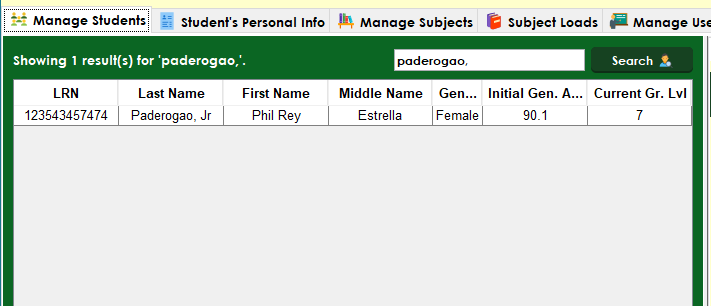 Manage Students Student's Personal Info Manage Subjects Subject Loads Manage Use
Showing 1 result(s) for 'paderogao,'. paderogao, Search
LRN Last Name First Name Middle Name Gen... Initial Gen. A... Current Gr. Lvl
123543457474 Paderogao, Jr Phil Rey Estrella Female 90.1 7